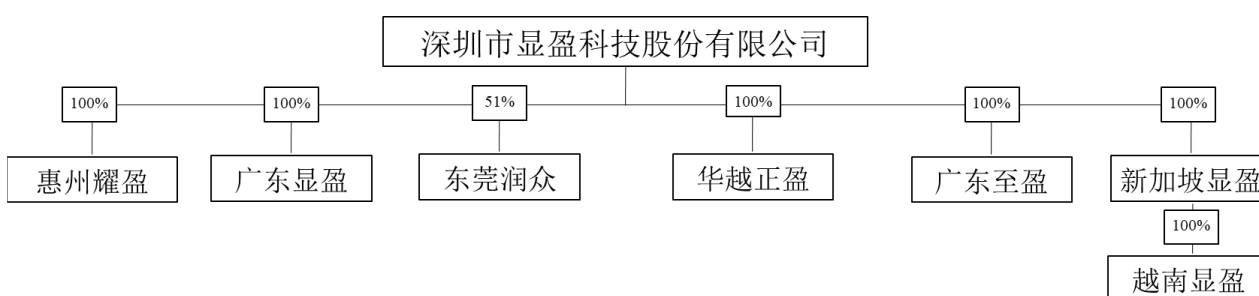 深圳市显盈科技股份有限公司
100% 100% 51% 100% 100% 100%
惠州耀盈 广东显盈 东莞润众 华越正盈 广东至盈 新加坡显盈
100%
越南显盈